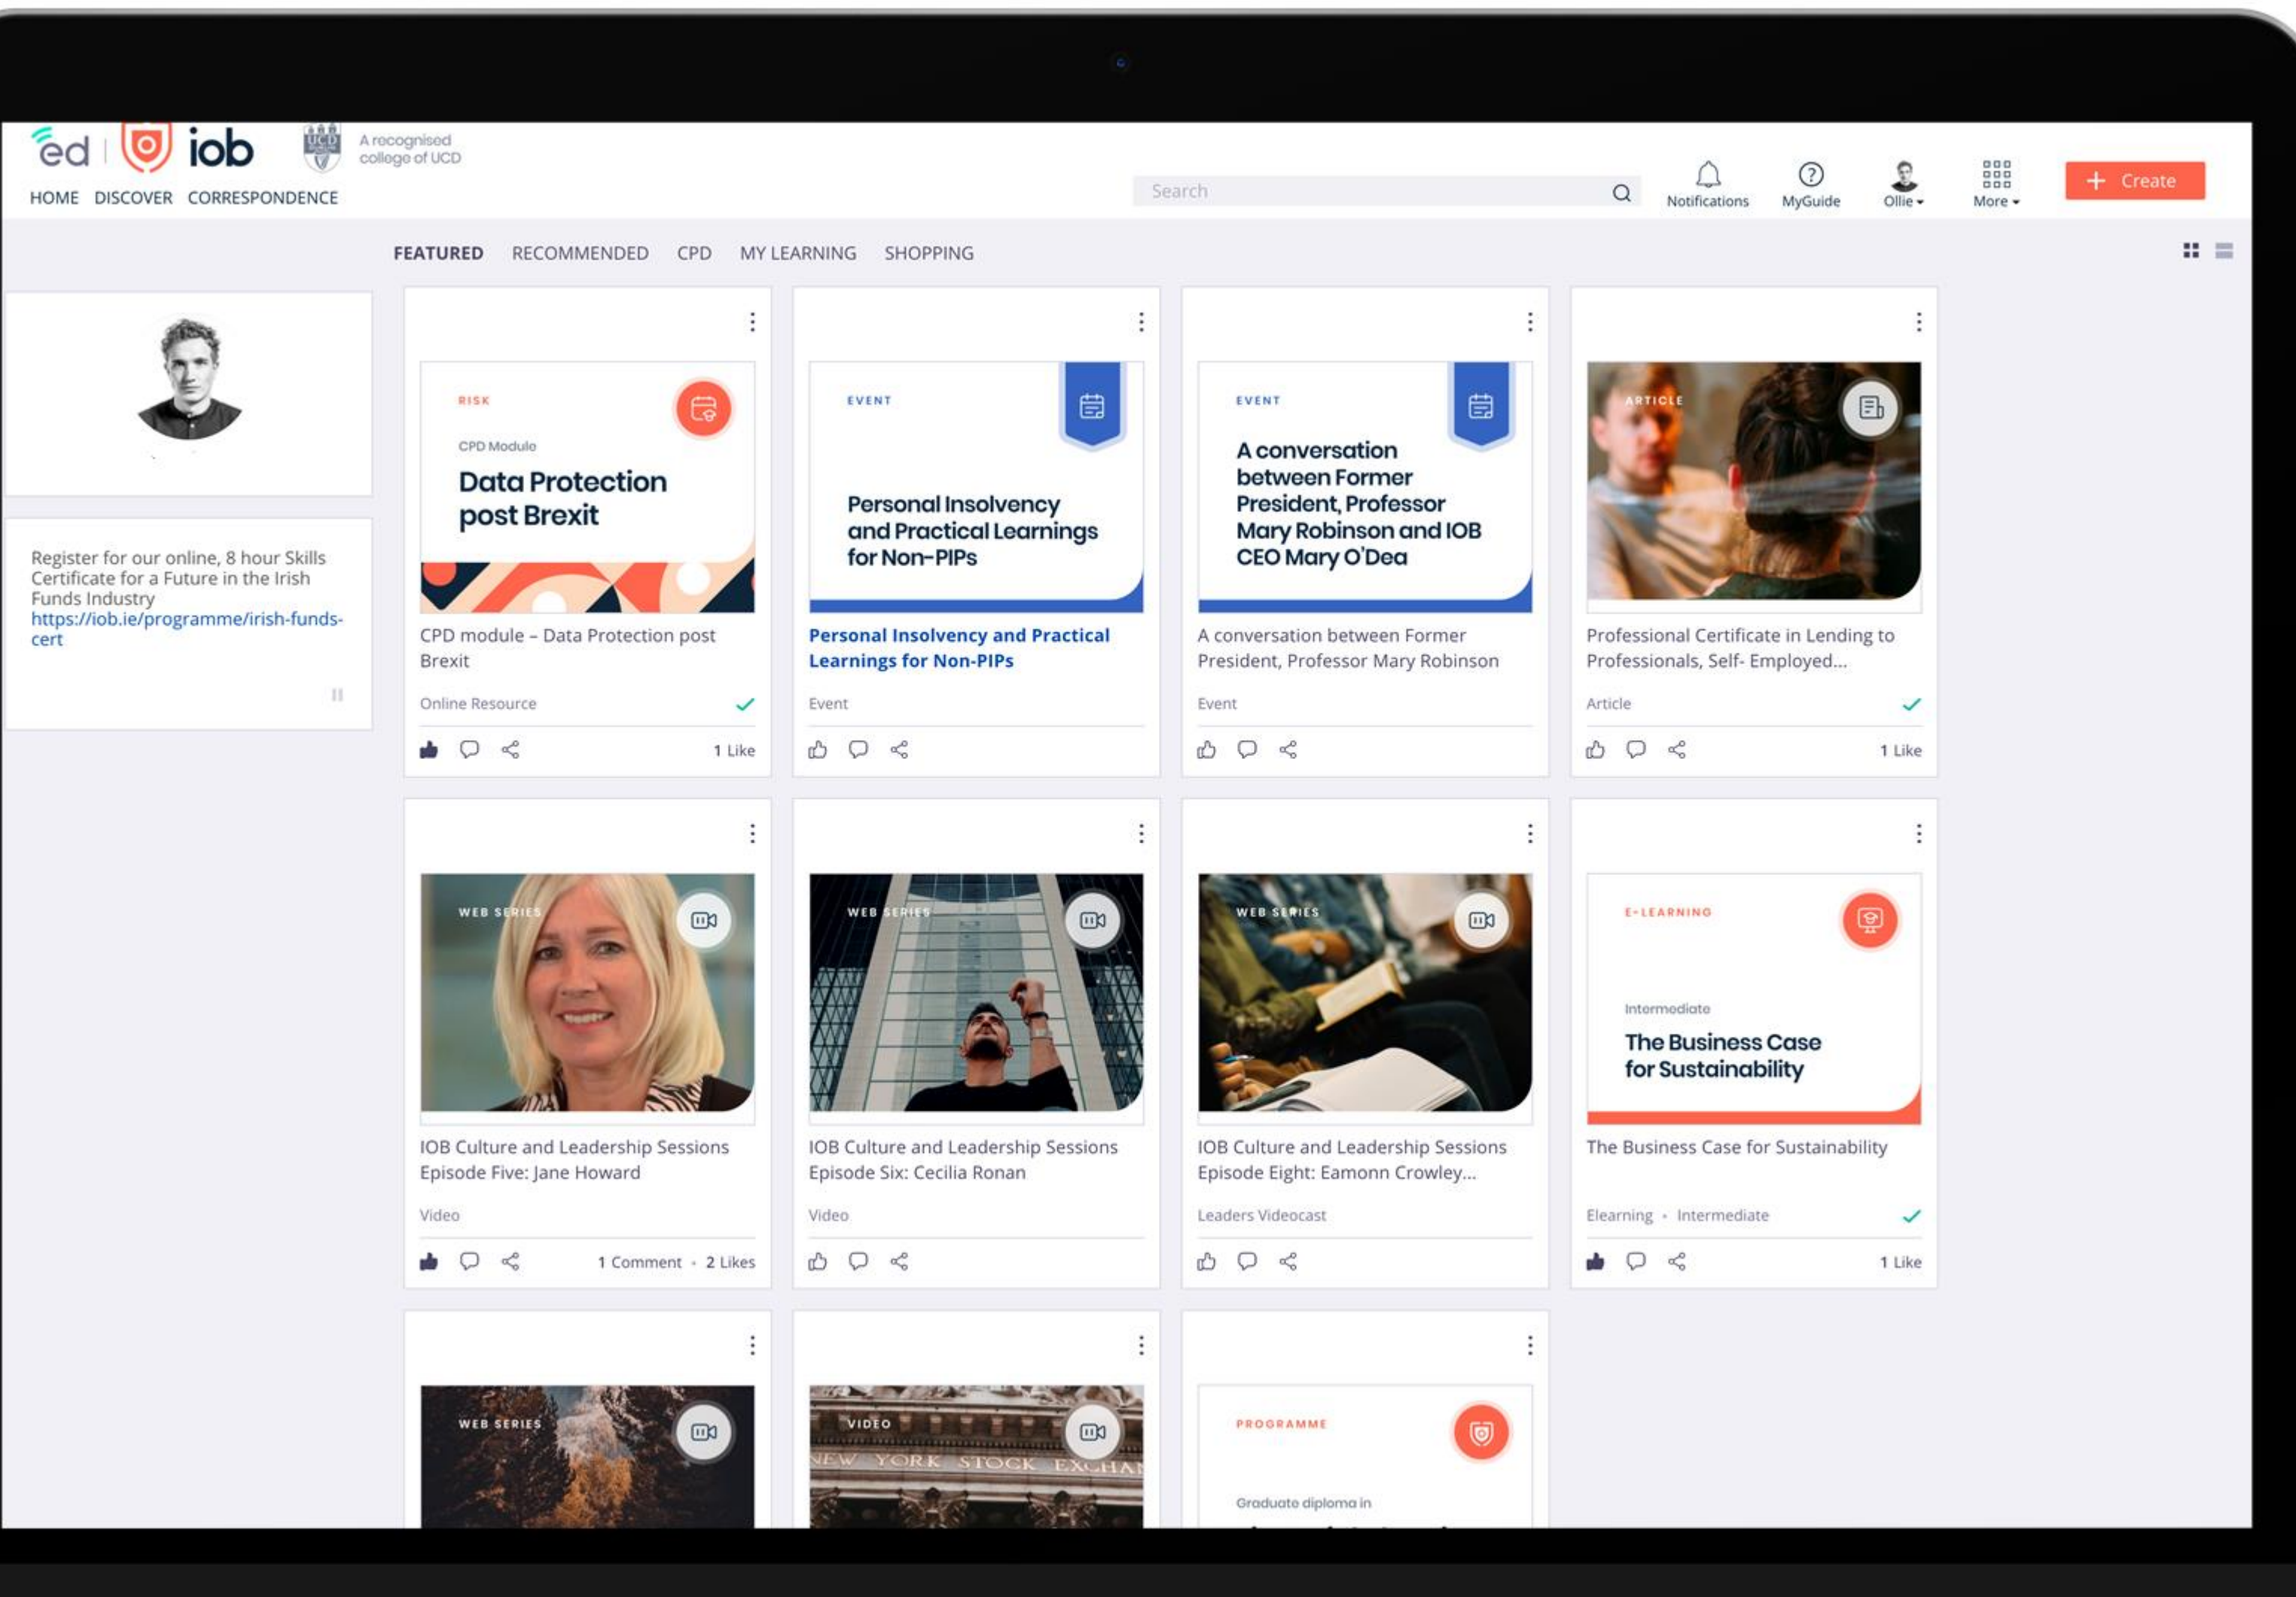 ed iob UCD A recognised
college of UCD
HOME DISCOVER CORRESPONDENCE
Search
Notifications MyGuide Ollie More + Create
FEATURED RECOMMENDED CPD MY LEARNING SHOPPING
Register for our online, 8 hour Skills
Certificate for a Future in the Irish
Funds Industry
https://iob.ie/programme/irish-funds-
cert
RISK
CPD Module
Data Protection
post Brexit
CPD module – Data Protection post
Brexit
Online Resource
1 Like
EVENT
Personal Insolvency
and Practical Learnings
for Non-PIPs
Personal Insolvency and Practical
Learnings for Non-PIPs
Event
EVENT
A conversation
between Former
President, Professor
Mary Robinson and IOB
CEO Mary O'Dea
A conversation between Former
President, Professor Mary Robinson
Event
ARTICLE
Professional Certificate in Lending to
Professionals, Self- Employed...
Article
1 Like
WEB SERIES
IOB Culture and Leadership Sessions
Episode Five: Jane Howard
Video
1 Comment • 2 Likes
WEB SERIES
IOB Culture and Leadership Sessions
Episode Six: Cecilia Ronan
Video
WEB SERIES
IOB Culture and Leadership Sessions
Episode Eight: Eamonn Crowley...
Leaders Videocast
E-LEARNING
Intermediate
The Business Case
for Sustainability
The Business Case for Sustainability
Elearning • Intermediate
1 Like
WEB SERIES
VIDEO
NEW YORK STOCK EXCHAN
PROGRAMME
Graduate diploma in